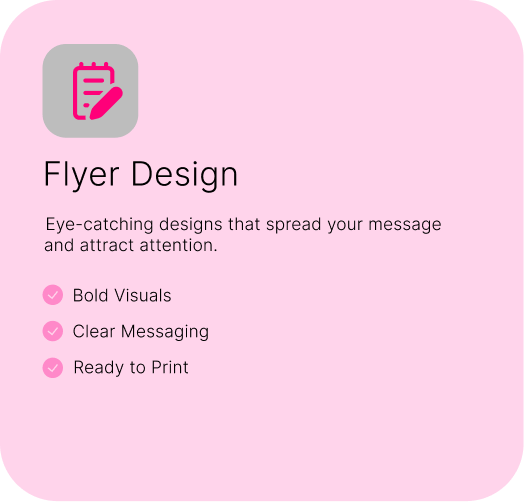 Flyer Design
Eye-catching designs that spread your message
and attract attention.
Bold Visuals
Clear Messaging
Ready to Print